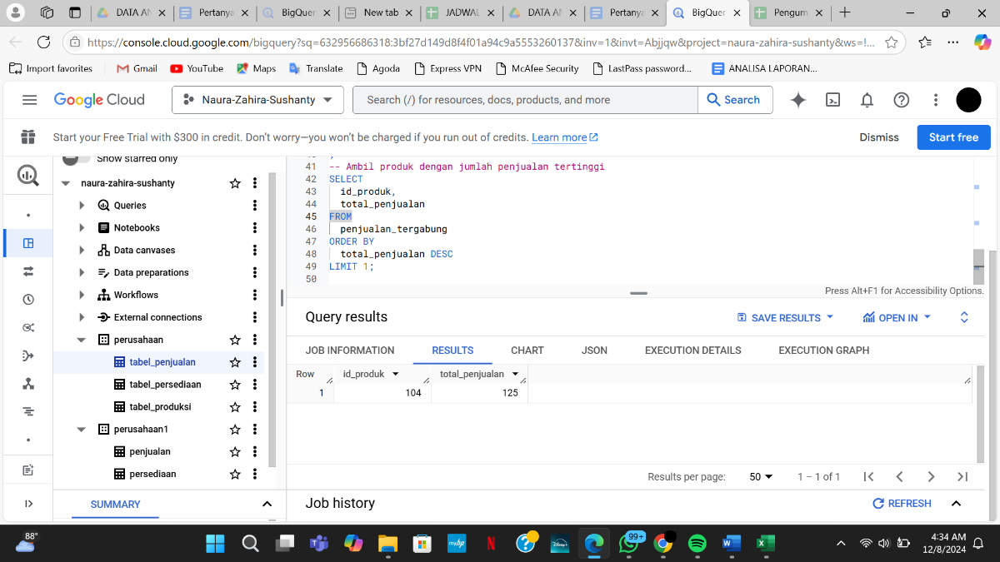 DATA AN
Pertanya
BigQuer
New tab
JADWAL
DATA AN
Pertanya
BigQuer
Pengum
https://console.cloud.google.com/bigquery?sq=632956686318:3bf27d149d8f4f01a94c9a5553260137&inv=1&invt=Abjjqw&project=naura-zahira-sushanty&ws=!...
Import favorites
Gmail
YouTube
Maps
Translate
Agoda
Express VPN
McAfee Security
LastPass password...
ANALISA LAPORAN...
Google Cloud
Naura-Zahira-Sushanty
Search (/) for resources, docs, products, and more
Search
Start your Free Trial with $300 in credit. Don't worry—you won't be charged if you run out of credits. Learn more
Dismiss
Start free
Show starred only
naura-zahira-sushanty
Queries
Notebooks
Data canvases
Data preparations
Workflows
External connections
perusahaan
tabel_penjualan
tabel_persediaan
tabel_produksi
perusahaan1
penjualan
persediaan
SUMMARY
41 -- Ambil produk dengan jumlah penjualan tertinggi
42 SELECT
43 id_produk,
44 total_penjualan
45 FROM
46 penjualan_tergabung
47 ORDER BY
48 total_penjualan DESC
49 LIMIT 1;
50
Press Alt+F1 for Accessibility Options.
Query results
SAVE RESULTS
OPEN IN
JOB INFORMATION
RESULTS
CHART
JSON
EXECUTION DETAILS
EXECUTION GRAPH
Row id_produk total_penjualan
1 104 125
Results per page: 50 1 – 1 of 1
Job history
REFRESH
88°
myhp
Disney+
99+
4:34 AM
12/8/2024